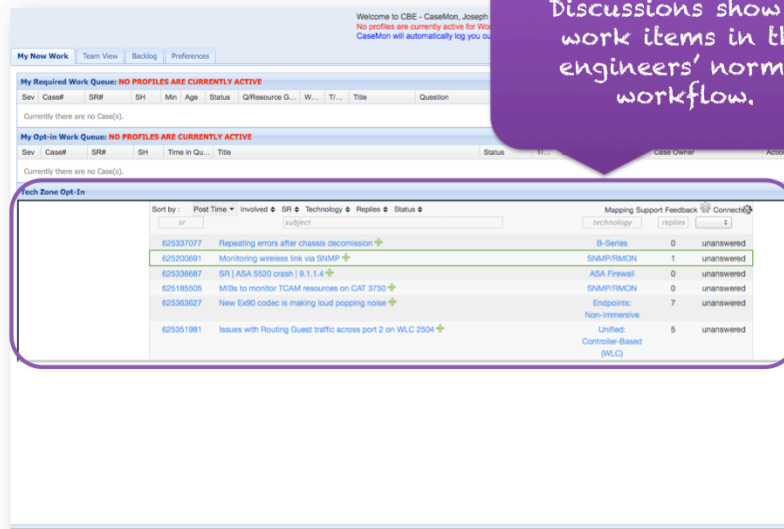 Welcome to CBE - CaseMon, Joseph
No profiles are currently active for
CaseMon will automatically log you
Discussions show
work items in
engineers'
workflow.
My New Work Team View Backlog Preferences
My Required Work Queue: NO PROFILES ARE CURRENTLY ACTIVE
Sev Case# SR# SH Min Age Status Q/Resource G... W... T/... Title Question
Currently there are no Case(s).
My Opt-in Work Queue: NO PROFILES ARE CURRENTLY ACTIVE
Sev Case# SR# SH Time in Qu... Title Status Case Owner
Currently there are no Case(s).
Tech Zone Opt-In
Sort by : Post Time Involved SR Technology Replies Status Mapping Support Feedback
sr subject technology replies
625337077 Repeating errors after chassis decomission B-Series 0 unanswered
625200691 Monitoring wireless link via SNMP SNMP/RMON 1 unanswered
625336687 SR | ASA 5520 crash | 9.1.1.4 ASA Firewall 0 unanswered
625185505 MIBs to monitor TCAM resources on CAT 3750 SNMP/RMON 0 unanswered
625363627 New Ex90 codec is making loud popping noise Endpoints: 7 unanswered
Non-Immersive
625351981 Issues with Routing Guest traffic across port 2 on WLC 2504 Unified: 5 unanswered
Controller-Based
(WLC)